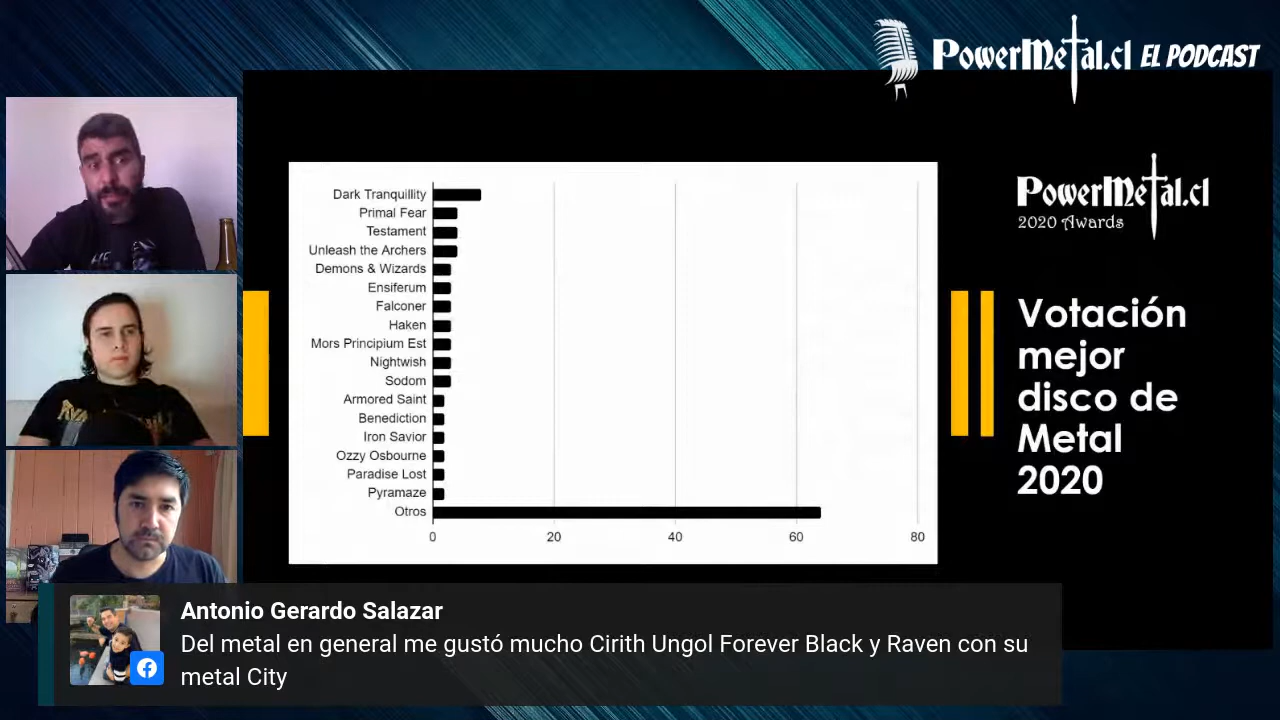 PowerMetal.cl EL PODCAST
PowerMetal.cl
2020 Awards
Dark Tranquillity
Primal Fear
Testament
Unleash the Archers
Demons & Wizards
Ensiferum
Falconer
Haken
Mors Principium Est
Nightwish
Sodom
Armored Saint
Benediction
Iron Savior
Ozzy Osbourne
Paradise Lost
Pyramaze
Otros
0 20 40 60 80
Votación
mejor
disco de
Metal
2020
Antonio Gerardo Salazar
Del metal en general me gustó mucho Cirith Ungol Forever Black y Raven con su
metal City